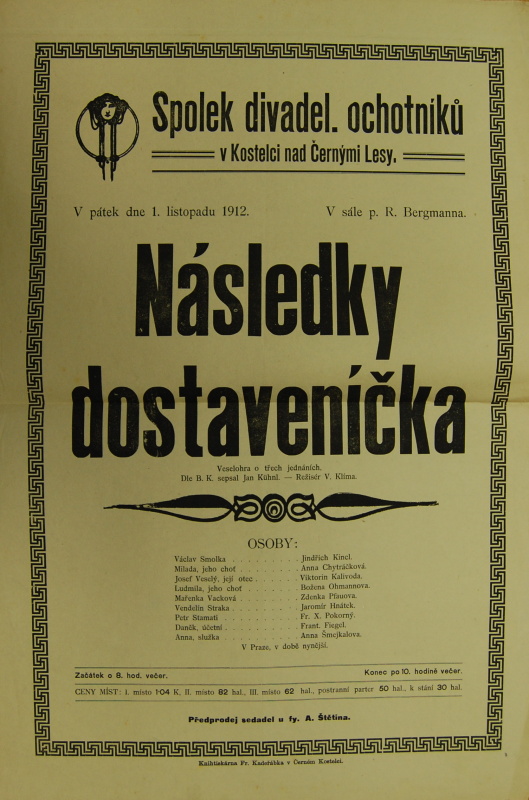 Spolek divadel. ochotníků
v Kostelci nad Černými Lesy.
V pátek dne 1. listopadu 1912. V sále p. R. Bergmanna.
Následky
dostaveníčka
Veselohra o třech jednáních.
Dle B. K. sepsal Jan Kühnl. — Režisér V. Klíma.
OSOBY:
Václav Smolka . . . . . . . . Jindřich Kincl.
Milada, jeho choť . . . . . . . Anna Chytráčková.
Josef Veselý, její otec . . . . . Viktorin Kalivoda.
Ludmila, jeho choť . . . . . . Božena Ohmannova.
Mařenka Vacková . . . . . . . Zdenka Pfauova.
Vendelín Straka . . . . . . . . Jaromír Hnátek.
Petr Stamati . . . . . . . . . Fr. X. Pokorný.
Daněk, účetní . . . . . . . . . Frant. Fiegel.
Anna, služka . . . . . . . . . Anna Šmejkalova.
V Praze, v době nynější.
Začátek o 8. hod. večer. Konec po 10. hodině večer.
CENY MÍST: I. místo 1·04 K, II. místo 82 hal., III. místo 62 hal., postranní parter 50 hal., k stání 30 hal.
Předprodej sedadel u fy. A. Štětina.
Knihtiskárna Fr. Kadeřábka v Černém Kostelci.